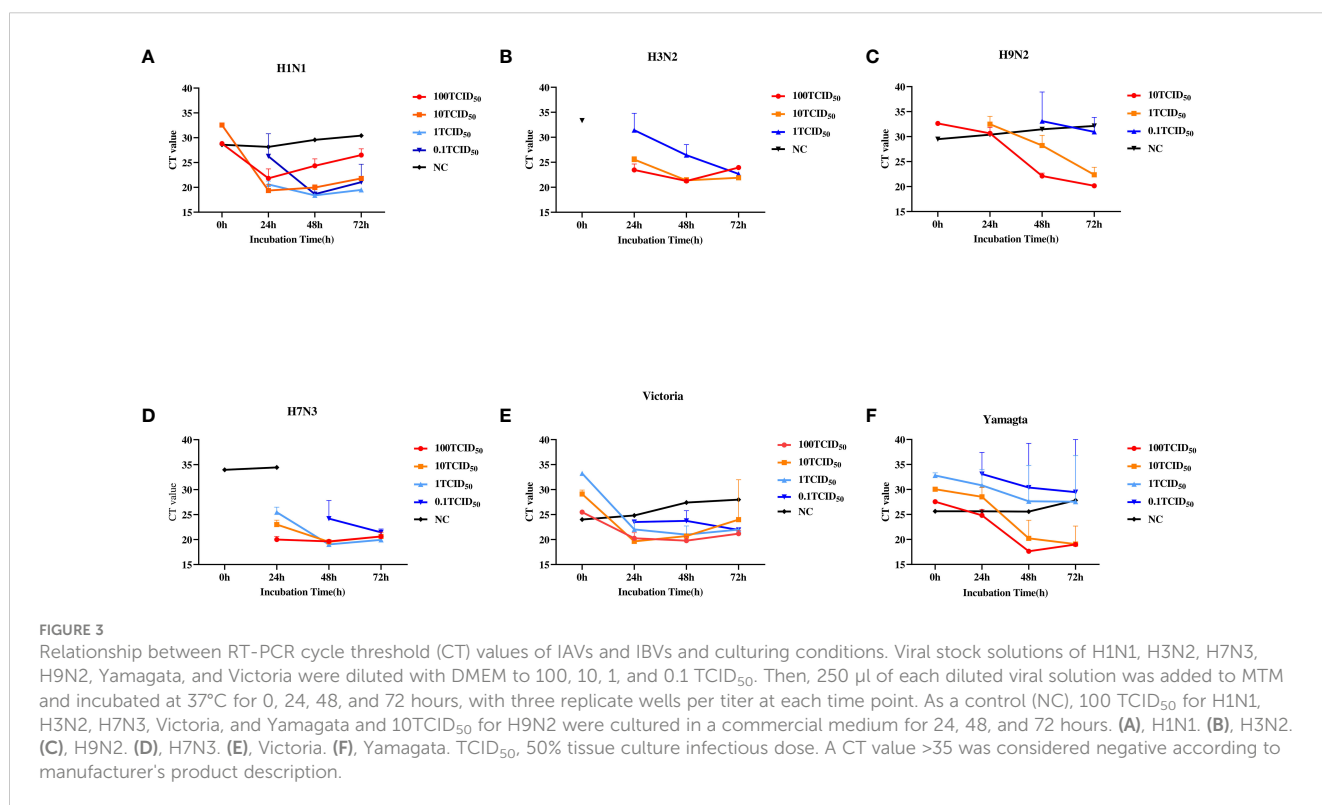 A
H1N1
CT value
40
35
30
25
20
15
0h 24h 48h 72h
Incubation Time(h)
100TCID50
10TCID50
1TCID50
0.1TCID50
NC
B
H3N2
CT value
40
35
30
25
20
15
0h 24h 48h 72h
Incubation Time(h)
100TCID50
10TCID50
1TCID50
NC
C
H9N2
CT value
40
35
30
25
20
15
0h 24h 48h 72h
Incubation Time(h)
10TCID50
1TCID50
0.1TCID50
NC
D
H7N3
CT value
40
35
30
25
20
15
0h 24h 48h 72h
Incubation Time(h)
100TCID50
10TCID50
1TCID50
0.1TCID50
NC
E
Victoria
CT value
40
35
30
25
20
15
0h 24h 48h 72h
Incubation Time(h)
100TCID50
10TCID50
1TCID50
0.1TCID50
NC
F
Yamagta
CT value
40
35
30
25
20
15
0h 24h 48h 72h
Incubation Time(h)
100TCID50
10TCID50
1TCID50
0.1TCID50
NC
FIGURE 3
Relationship between RT-PCR cycle threshold (CT) values of IAVs and IBVs and culturing conditions. Viral stock solutions of H1N1, H3N2, H7N3,
H9N2, Yamagata, and Victoria were diluted with DMEM to 100, 10, 1, and 0.1 TCID50. Then, 250 µl of each diluted viral solution was added to MTM
and incubated at 37°C for 0, 24, 48, and 72 hours, with three replicate wells per titer at each time point. As a control (NC), 100 TCID50 for H1N1,
H3N2, H7N3, Victoria, and Yamagata and 10TCID50 for H9N2 were cultured in a commercial medium for 24, 48, and 72 hours. (A), H1N1. (B), H3N2.
(C), H9N2. (D), H7N3. (E), Victoria. (F), Yamagata. TCID50, 50% tissue culture infectious dose. A CT value >35 was considered negative according to
manufacturer's product description.